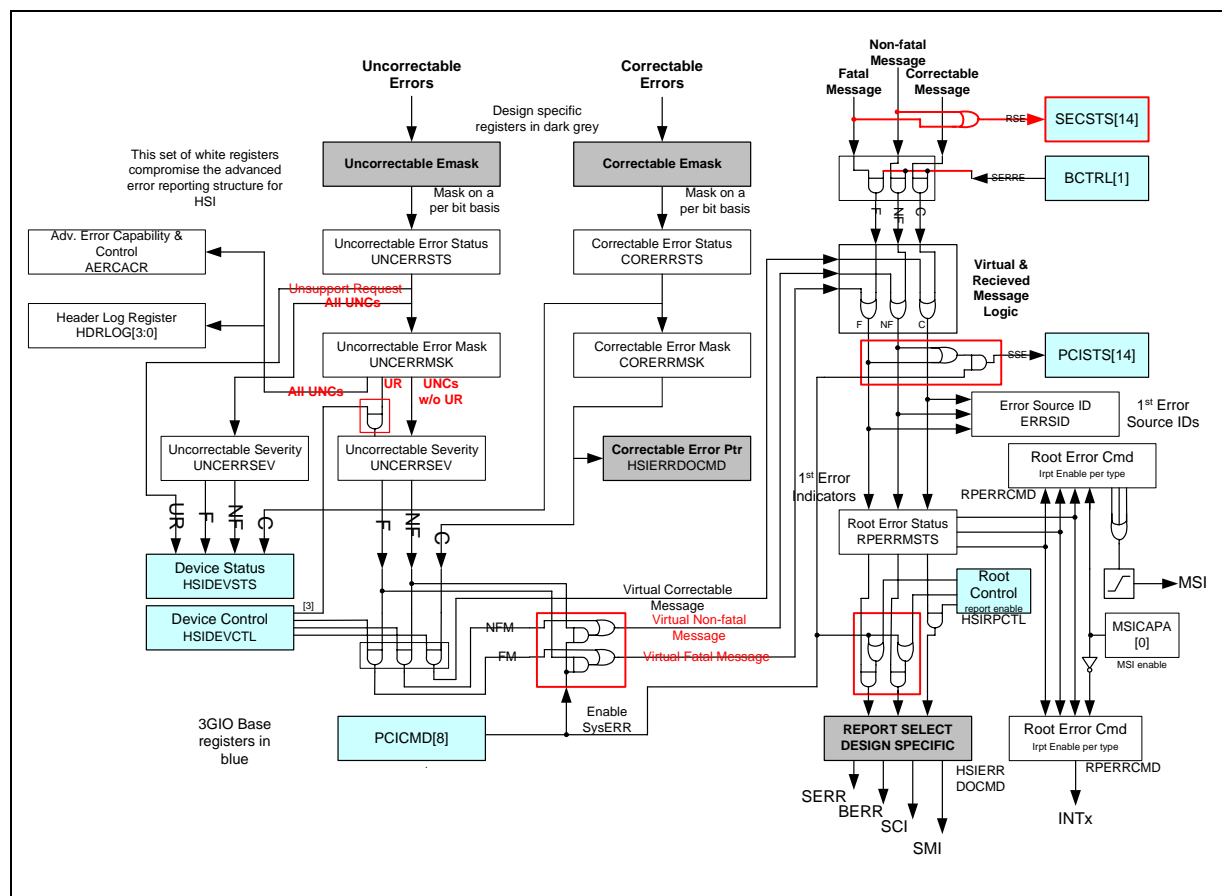 Non-fatal
Message
Fatal
Message
Correctable
Message
Uncorrectable
Errors
Correctable
Errors
Design specific
registers in dark grey
RSE
SECSTS[14]
This set of white registers
compromise the advanced
error reporting structure for
HSI
Uncorrectable Emask
Correctable Emask
SERRE
BCTRL[1]
Mask on a
per bit basis
Mask on a
per bit basis
F
NF
C
Adv. Error Capability &
Control
AERCACR
Uncorrectable Error Status
UNCERRSTS
Correctable Error Status
CORERRSTS
Virtual &
Recieved
Message
Logic
Unsupport Request
All UNCs
Header Log Register
HDRLOG[3:0]
F
NF
C
Uncorrectable Error Mask
UNCERRMSK
Correctable Error Mask
CORERRMSK
SSE
PCISTS[14]
All UNCs
UR
UNCs
w/o UR
Error Source ID
ERRSID
1st Error
Source IDs
Uncorrectable Severity
UNCERRSEV
Uncorrectable Severity
UNCERRSEV
Correctable Error Ptr
HSIERRDOCMD
Root Error Cmd
Irpt Enable per type
1st Error
Indicators
RPERRCMD
UR
F
NF
C
F
NF
C
Root Error Status
RPERRMSTS
Device Status
HSIDEVSTS
MSI
Virtual Correctable
Message
Root
Control
report enable
HSIRPCTL
Device Control
HSIDEVCTL
[3]
NFM
Virtual Non-fatal
Message
MSICAPA
[0]
MSI enable
FM
Virtual Fatal Message
3GIO Base
registers in
blue
PCICMD[8]
Enable
SysERR
REPORT SELECT
DESIGN SPECIFIC
Root Error Cmd
Irpt Enable per type
HSIERR
DOCMD
RPERRCMD
SERR
BERR
SCI
SMI
INTx